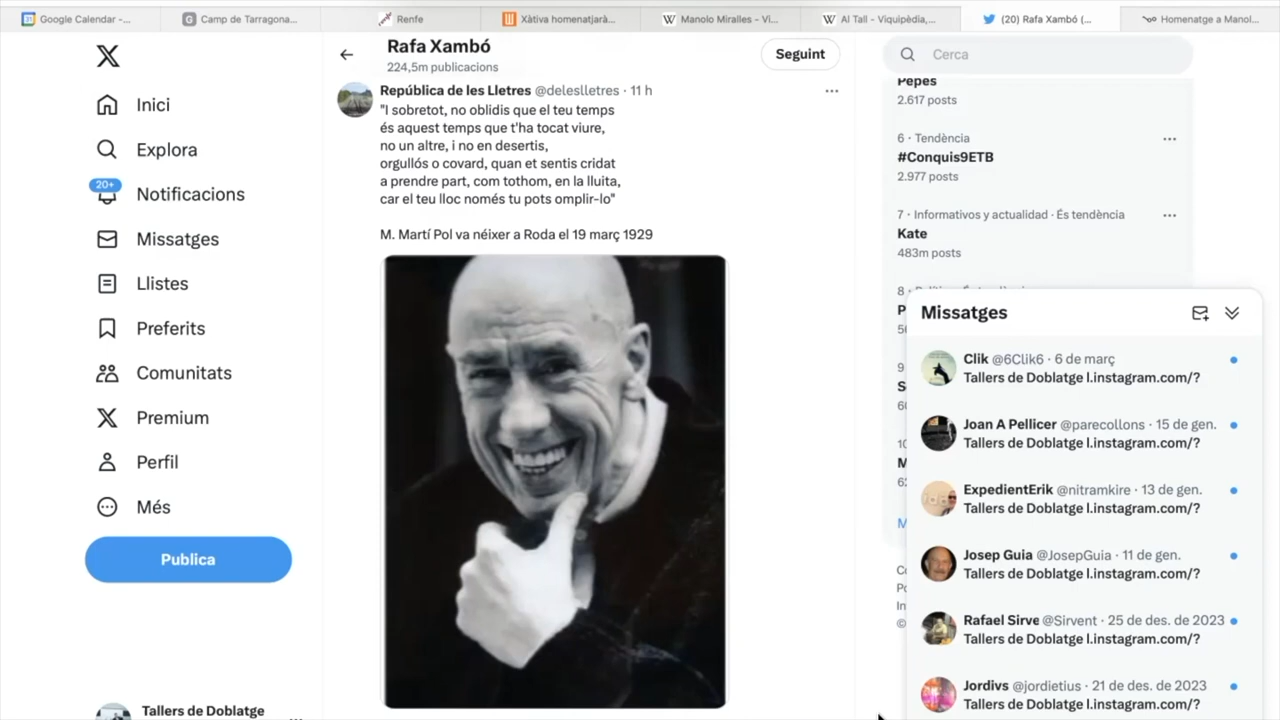 Google Calendar -...
Camp de Tarragona...
Renfe
Xàtiva homenatjarà...
Manolo Miralles - Vi...
Al Tall - Viquipèdia,...
(20) Rafa Xambó (...
Homenatge a Manol...
Inici
Explora
20+
Notificacions
Missatges
Llistes
Preferits
Comunitats
Premium
Perfil
Més
Publica
Tallers de Doblatge
Rafa Xambó
224,5m publicacions
Seguint
República de les Lletres @deleslletres · 11 h
"I sobretot, no oblidis que el teu temps
és aquest temps que t'ha tocat viure,
no un altre, i no en desertis,
orgullós o covard, quan et sentis cridat
a prendre part, com tothom, en la lluita,
car el teu lloc només tu pots omplir-lo"
M. Martí Pol va néixer a Roda el 19 març 1929
Cerca
Pepes
2.617 posts
6 · Tendència
#Conquis9ETB
2.977 posts
7 · Informativos y actualidad · És tendència
Kate
483m posts
8 ·
9
10
Missatges
Clik @6Clik6 · 6 de març
Tallers de Doblatge l.instagram.com/?
Joan A Pellicer @parecollons · 15 de gen.
Tallers de Doblatge l.instagram.com/?
ExpedientErik @nitramkire · 13 de gen.
Tallers de Doblatge l.instagram.com/?
Josep Guia @JosepGuia · 11 de gen.
Tallers de Doblatge l.instagram.com/?
Rafael Sirve @Sirvent · 25 de des. de 2023
Tallers de Doblatge l.instagram.com/?
Jordivs @jordietius · 21 de des. de 2023
Tallers de Doblatge l.instagram.com/?